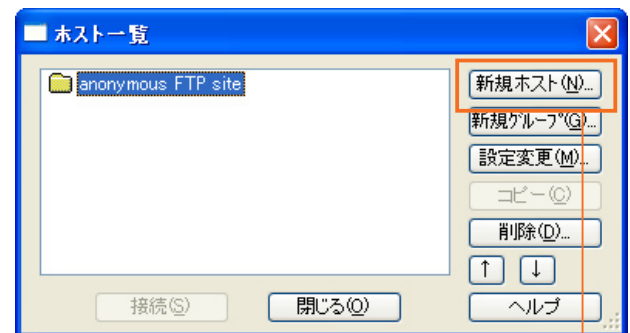 ホスト一覧
anonymous FTP site
新規ホスト(N)...
新規グループ(G)...
設定変更(M)...
コピー(C)
削除(D)...
↑ ↓
接続(S) 閉じる(O) ヘルプ